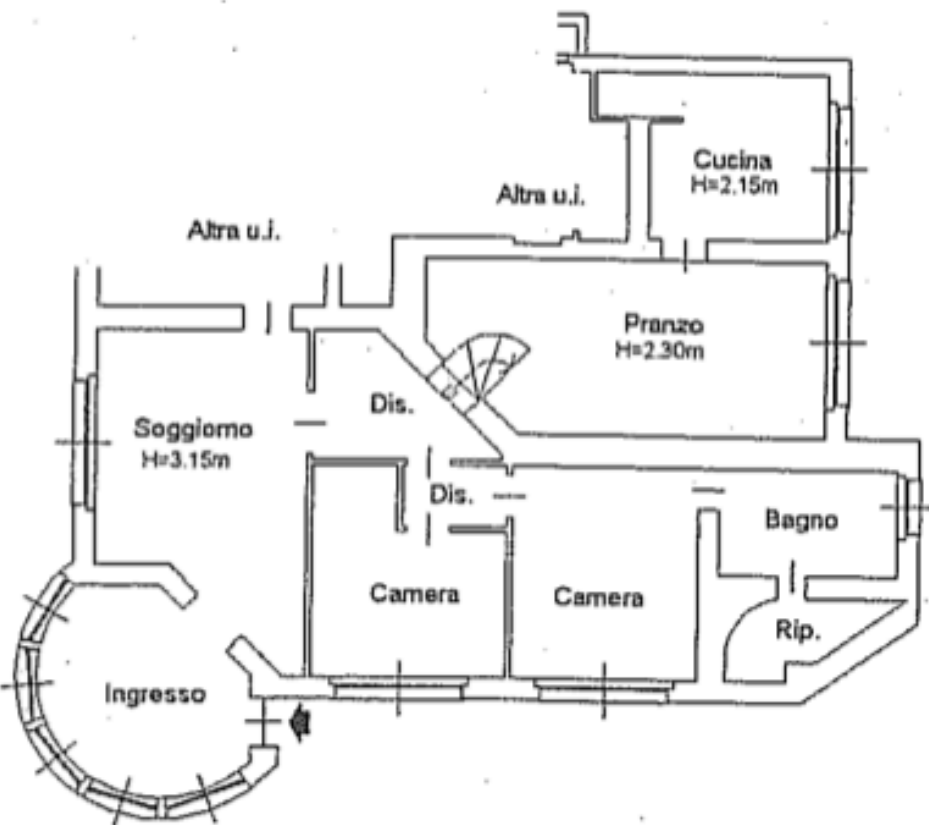 Cucina
H=2.15m
Altra u.i.
Altra u.i.
Pranzo
H=2.30m
Dis.
Soggiorno
H=3.15m
Dis.
Bagno
Camera
Camera
Rip.
Ingresso